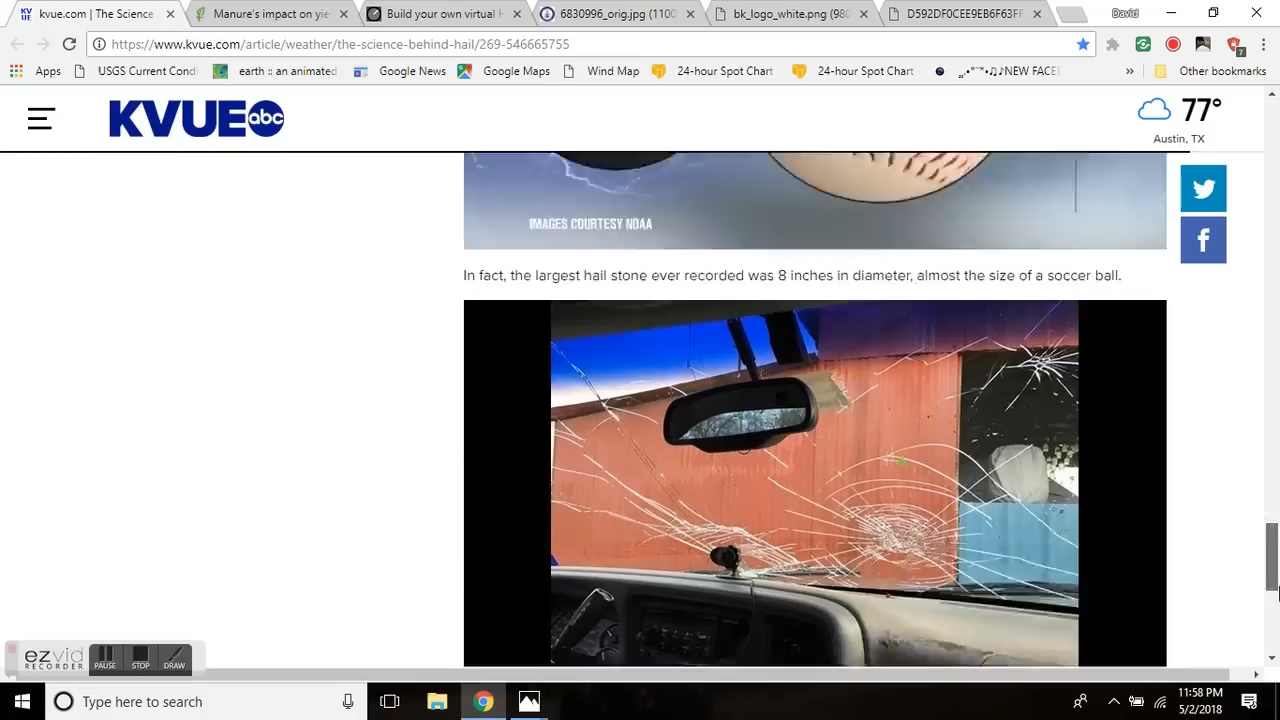 kvue.com | The Science
Manure's impact on yie
Build your own virtual H
6830996_orig.jpg (1100
bk_logo_white.png (980
D592DF0CEE9EB6F63FF
David
https://www.kvue.com/article/weather/the-science-behind-hail/269-546665755
7
Apps
USGS Current Condi
earth :: an animated
Google News
Google Maps
Wind Map
24-hour Spot Chart
24-hour Spot Chart
NEW FACE
»
Other bookmarks
KVUE abc
77°
Austin, TX
IMAGES COURTESY NOAA
In fact, the largest hail stone ever recorded was 8 inches in diameter, almost the size of a soccer ball.
ezvid
RECORDER
PAUSE
STOP
DRAW
Type here to search
11:58 PM
5/2/2018